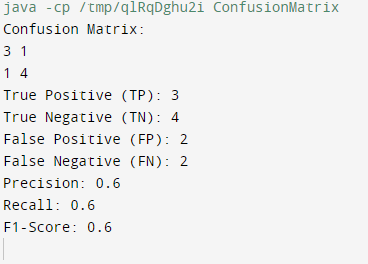 java -cp /tmp/qlRqDghu2i ConfusionMatrix
Confusion Matrix:
3 1
1 4
True Positive (TP): 3
True Negative (TN): 4
False Positive (FP): 2
False Negative (FN): 2
Precision: 0.6
Recall: 0.6
F1-Score: 0.6